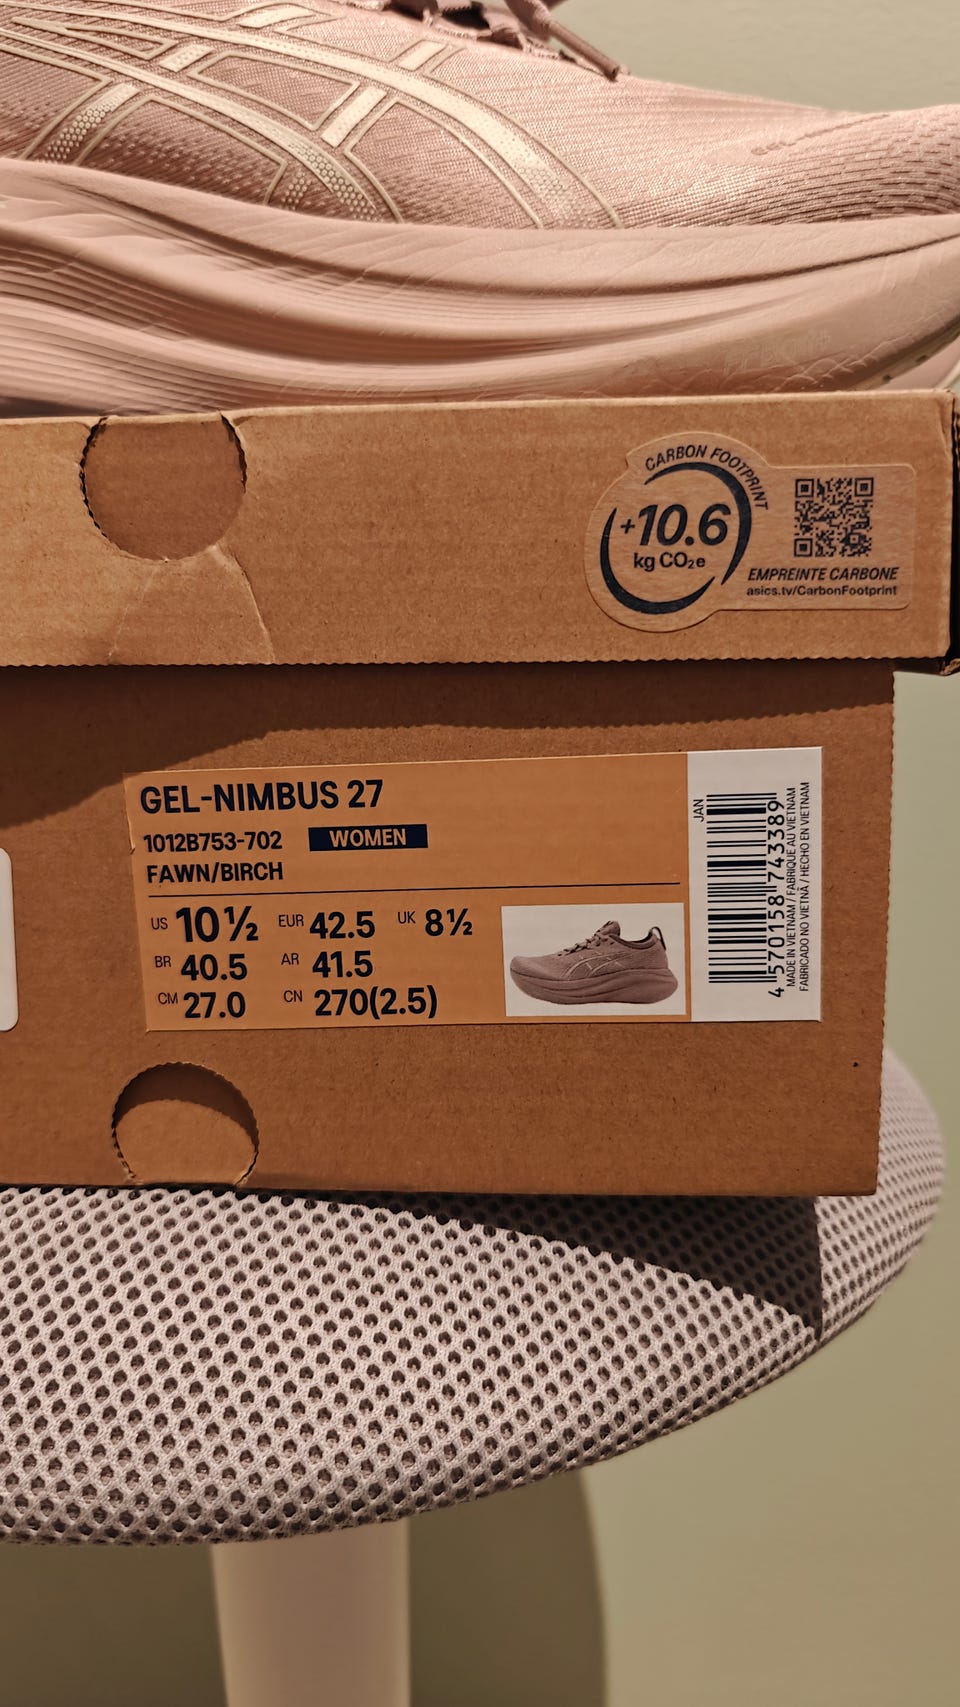 CARBON FOOTPRINT
+10.6
kg CO₂e
EMPREINTE CARBONE
asics.tv/CarbonFootprint
GEL-NIMBUS 27
1012B753-702 WOMEN
FAWN/BIRCH
US 10½ EUR 42.5 UK 8½
BR 40.5 AR 41.5
CM 27.0 CN 270(2.5)
JAN
4 570158 743389
MADE IN VIETNAM / FABRIQUE AU VIETNAM
FABRICADO NO VIETNÃ / HECHO EN VIETNAM